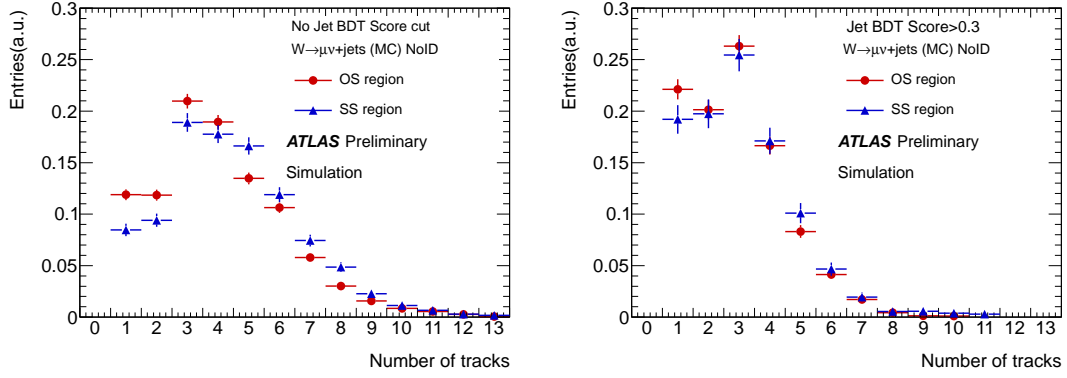 Entries(a.u.)
No Jet BDT Score cut
W→μν+jets (MC) NoID
OS region
SS region
ATLAS Preliminary
Simulation
0.3
0.25
0.2
0.15
0.1
0.05
0
0 1 2 3 4 5 6 7 8 9 10 11 12 13
Number of tracks
Entries(a.u.)
Jet BDT Score>0.3
W→μν+jets (MC) NoID
OS region
SS region
ATLAS Preliminary
Simulation
0.3
0.25
0.2
0.15
0.1
0.05
0
0 1 2 3 4 5 6 7 8 9 10 11 12 13
Number of tracks